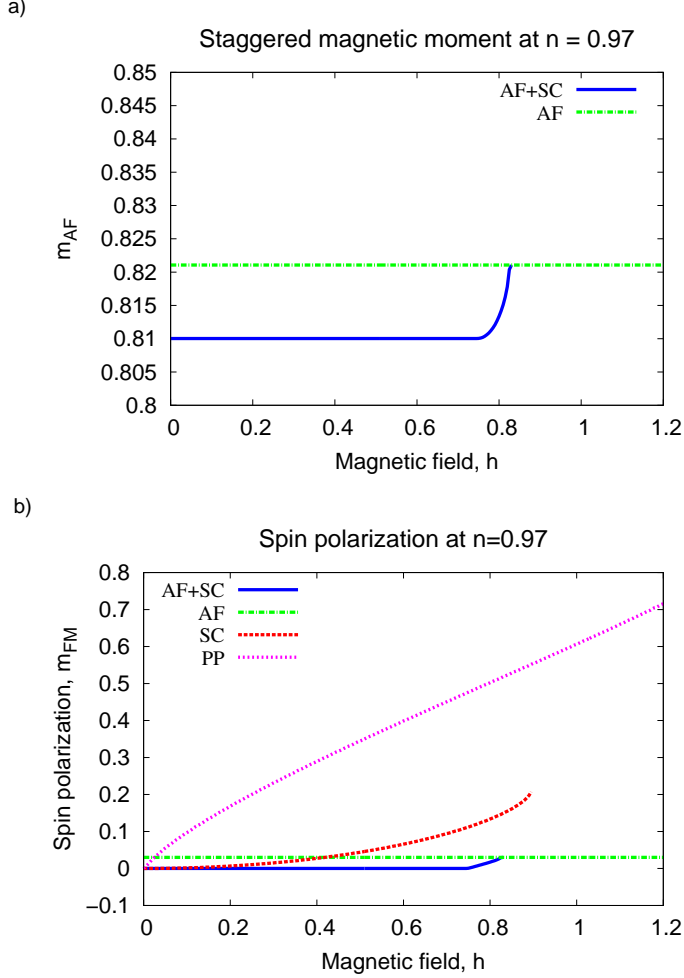 a)
Staggered magnetic moment at n = 0.97
0.85
0.845
0.84
0.835
0.83
0.825
0.82
0.815
0.81
0.805
0.8
m_AF
AF+SC
AF
0 0.2 0.4 0.6 0.8 1 1.2
Magnetic field, h
b)
Spin polarization at n=0.97
0.8
0.7
0.6
0.5
0.4
0.3
0.2
0.1
0
−0.1
Spin polarization, m_FM
AF+SC
AF
SC
PP
0 0.2 0.4 0.6 0.8 1 1.2
Magnetic field, h